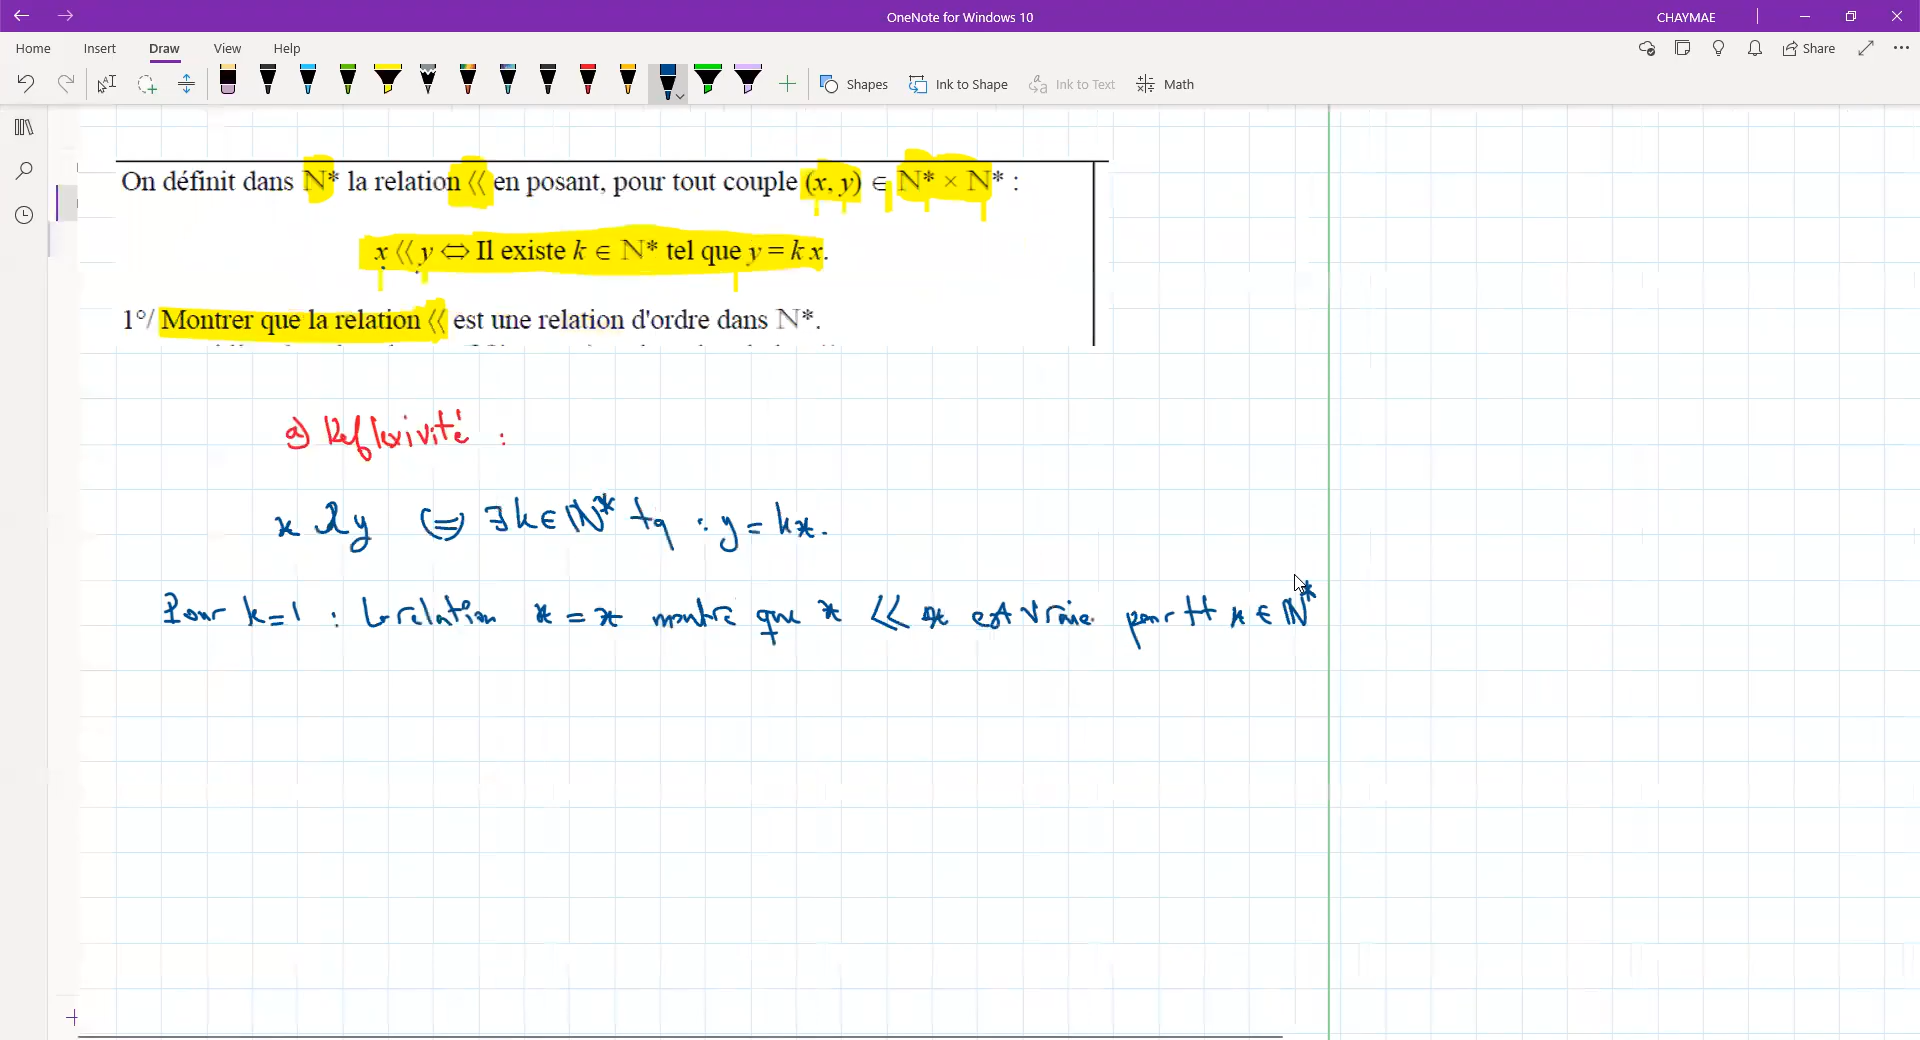 OneNote for Windows 10
CHAYMAE
Home Insert Draw View Help
Share
Shapes Ink to Shape Ink to Text Math
On définit dans ℕ* la relation ⟨⟨ en posant, pour tout couple (x, y) ∈ ℕ* × ℕ* :
x ⟨⟨ y ⇔ Il existe k ∈ ℕ* tel que y = k x.
1°/ Montrer que la relation ⟨⟨ est une relation d'ordre dans ℕ*.
a) Reflexivité :
x R y ⇔ ∃ k ∈ ℕ* tq : y = kx.
Pour k=1 : la relation x = x montre que x << x est vraie. pour tt x ∈ ℕ*